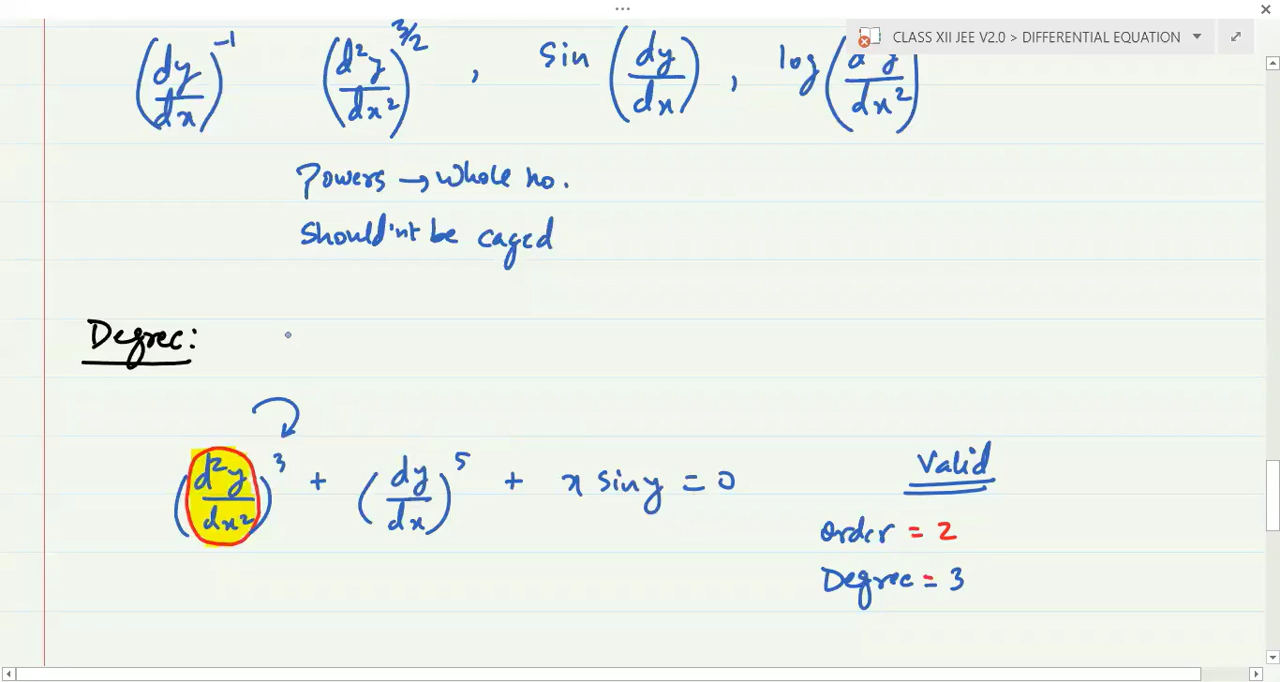 CLASS XII JEE V2.0 > DIFFERENTIAL EQUATION
(dy/dx)⁻¹ (d²y/dx²)^3/2 , sin (dy/dx) , log( y/dx²)
Powers → whole no.
Should'nt be caged
Degree:
(d²y/dx²)³ + (dy/dx)⁵ + x sin y = 0
Valid
Order = 2
Degree = 3